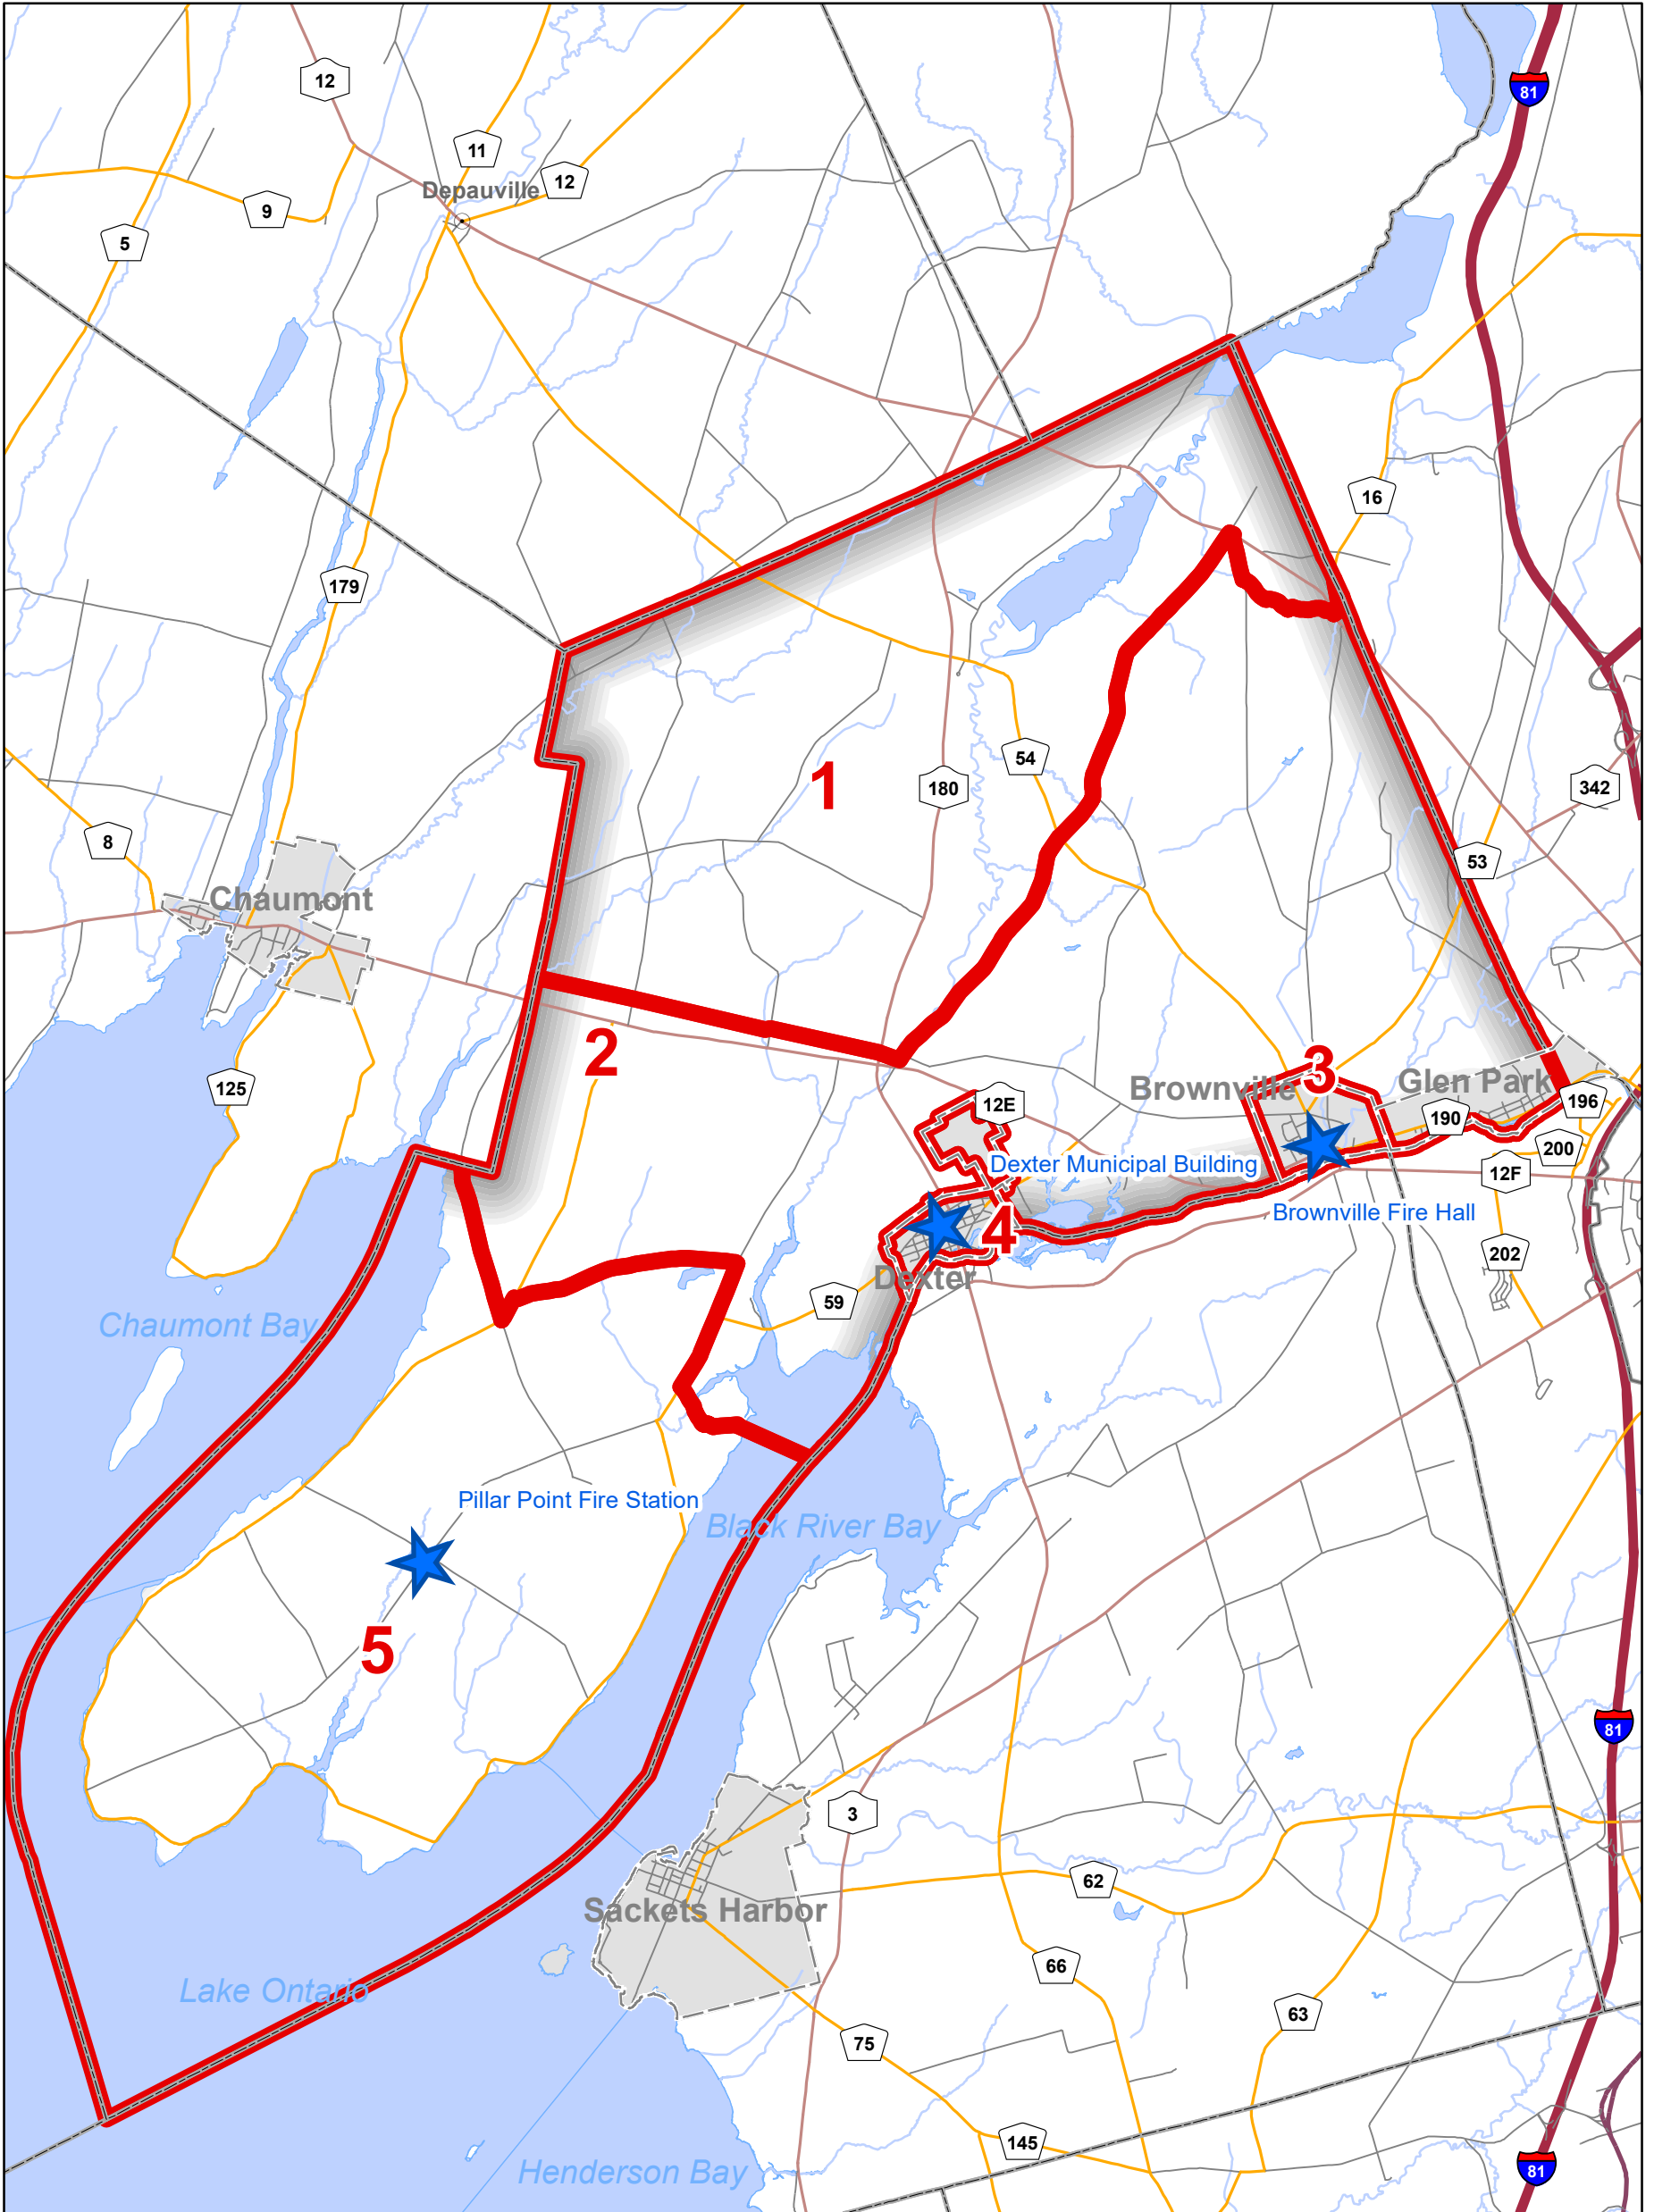 12
81
11
12
Depauville
9
5
16
179
1
54
180
342
8
53
Chaumont
2
3
125
Brownville
Glen Park
12E
196
190
200
Dexter Municipal Building
12F
Brownville Fire Hall
4
202
Dexter
59
Chaumont Bay
Pillar Point Fire Station
Black River Bay
5
81
3
62
Sackets Harbor
66
Lake Ontario
63
75
145
81
Henderson Bay